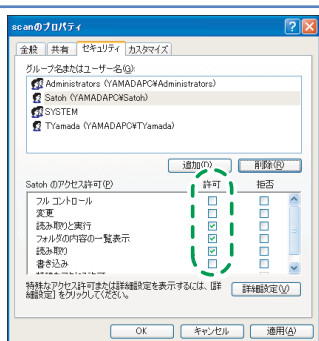 scanのプロパティ
全般 共有 セキュリティ カスタマイズ
グループ名またはユーザー名(G):
Administrators (YAMADAPC¥Administrators)
Satoh (YAMADAPC¥Satoh)
SYSTEM
TYamada (YAMADAPC¥TYamada)
追加(D)... 削除(R)
Satoh のアクセス許可(P) 許可 拒否
フル コントロール
変更
読み取りと実行
フォルダの内容の一覧表示
読み取り
書き込み
特殊なアクセス許可または詳細設定を表示するには、[詳
細設定] をクリックしてください。
詳細設定(V)
OK キャンセル 適用(A)